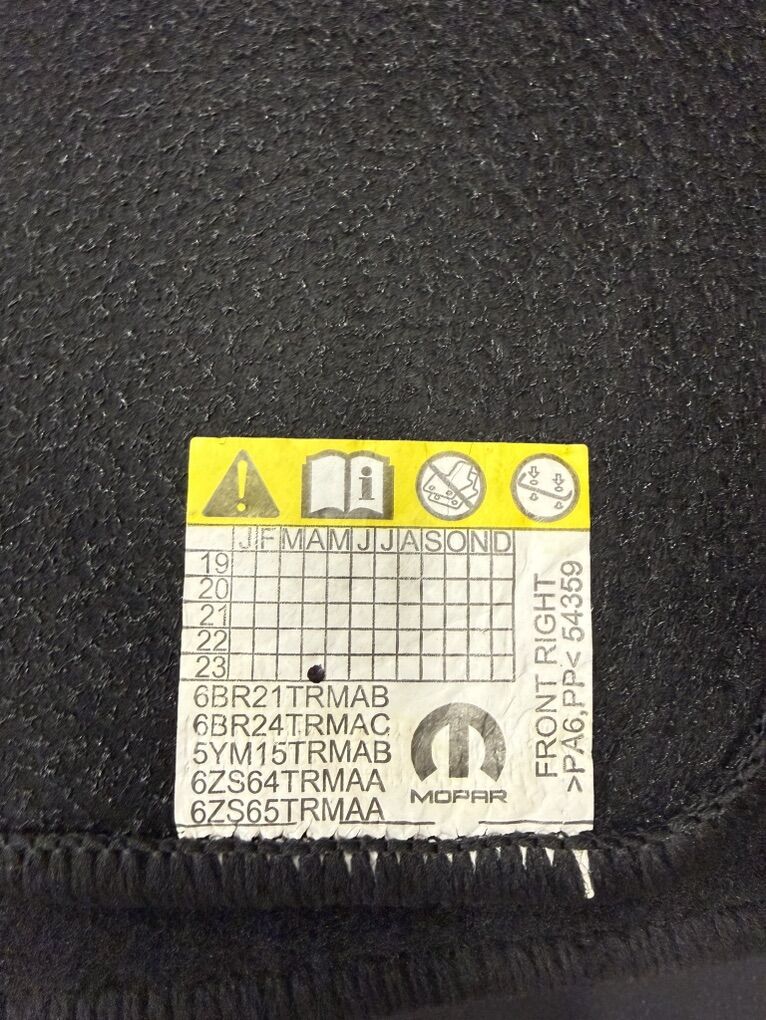 i
J F M A M J J A S O N D
19
20
21
22
23
6BR21TRMAB
6BR24TRMAC
5YM15TRMAB
6ZS64TRMAA
6ZS65TRMAA
MOPAR
FRONT RIGHT
>PA6,PP< 54359